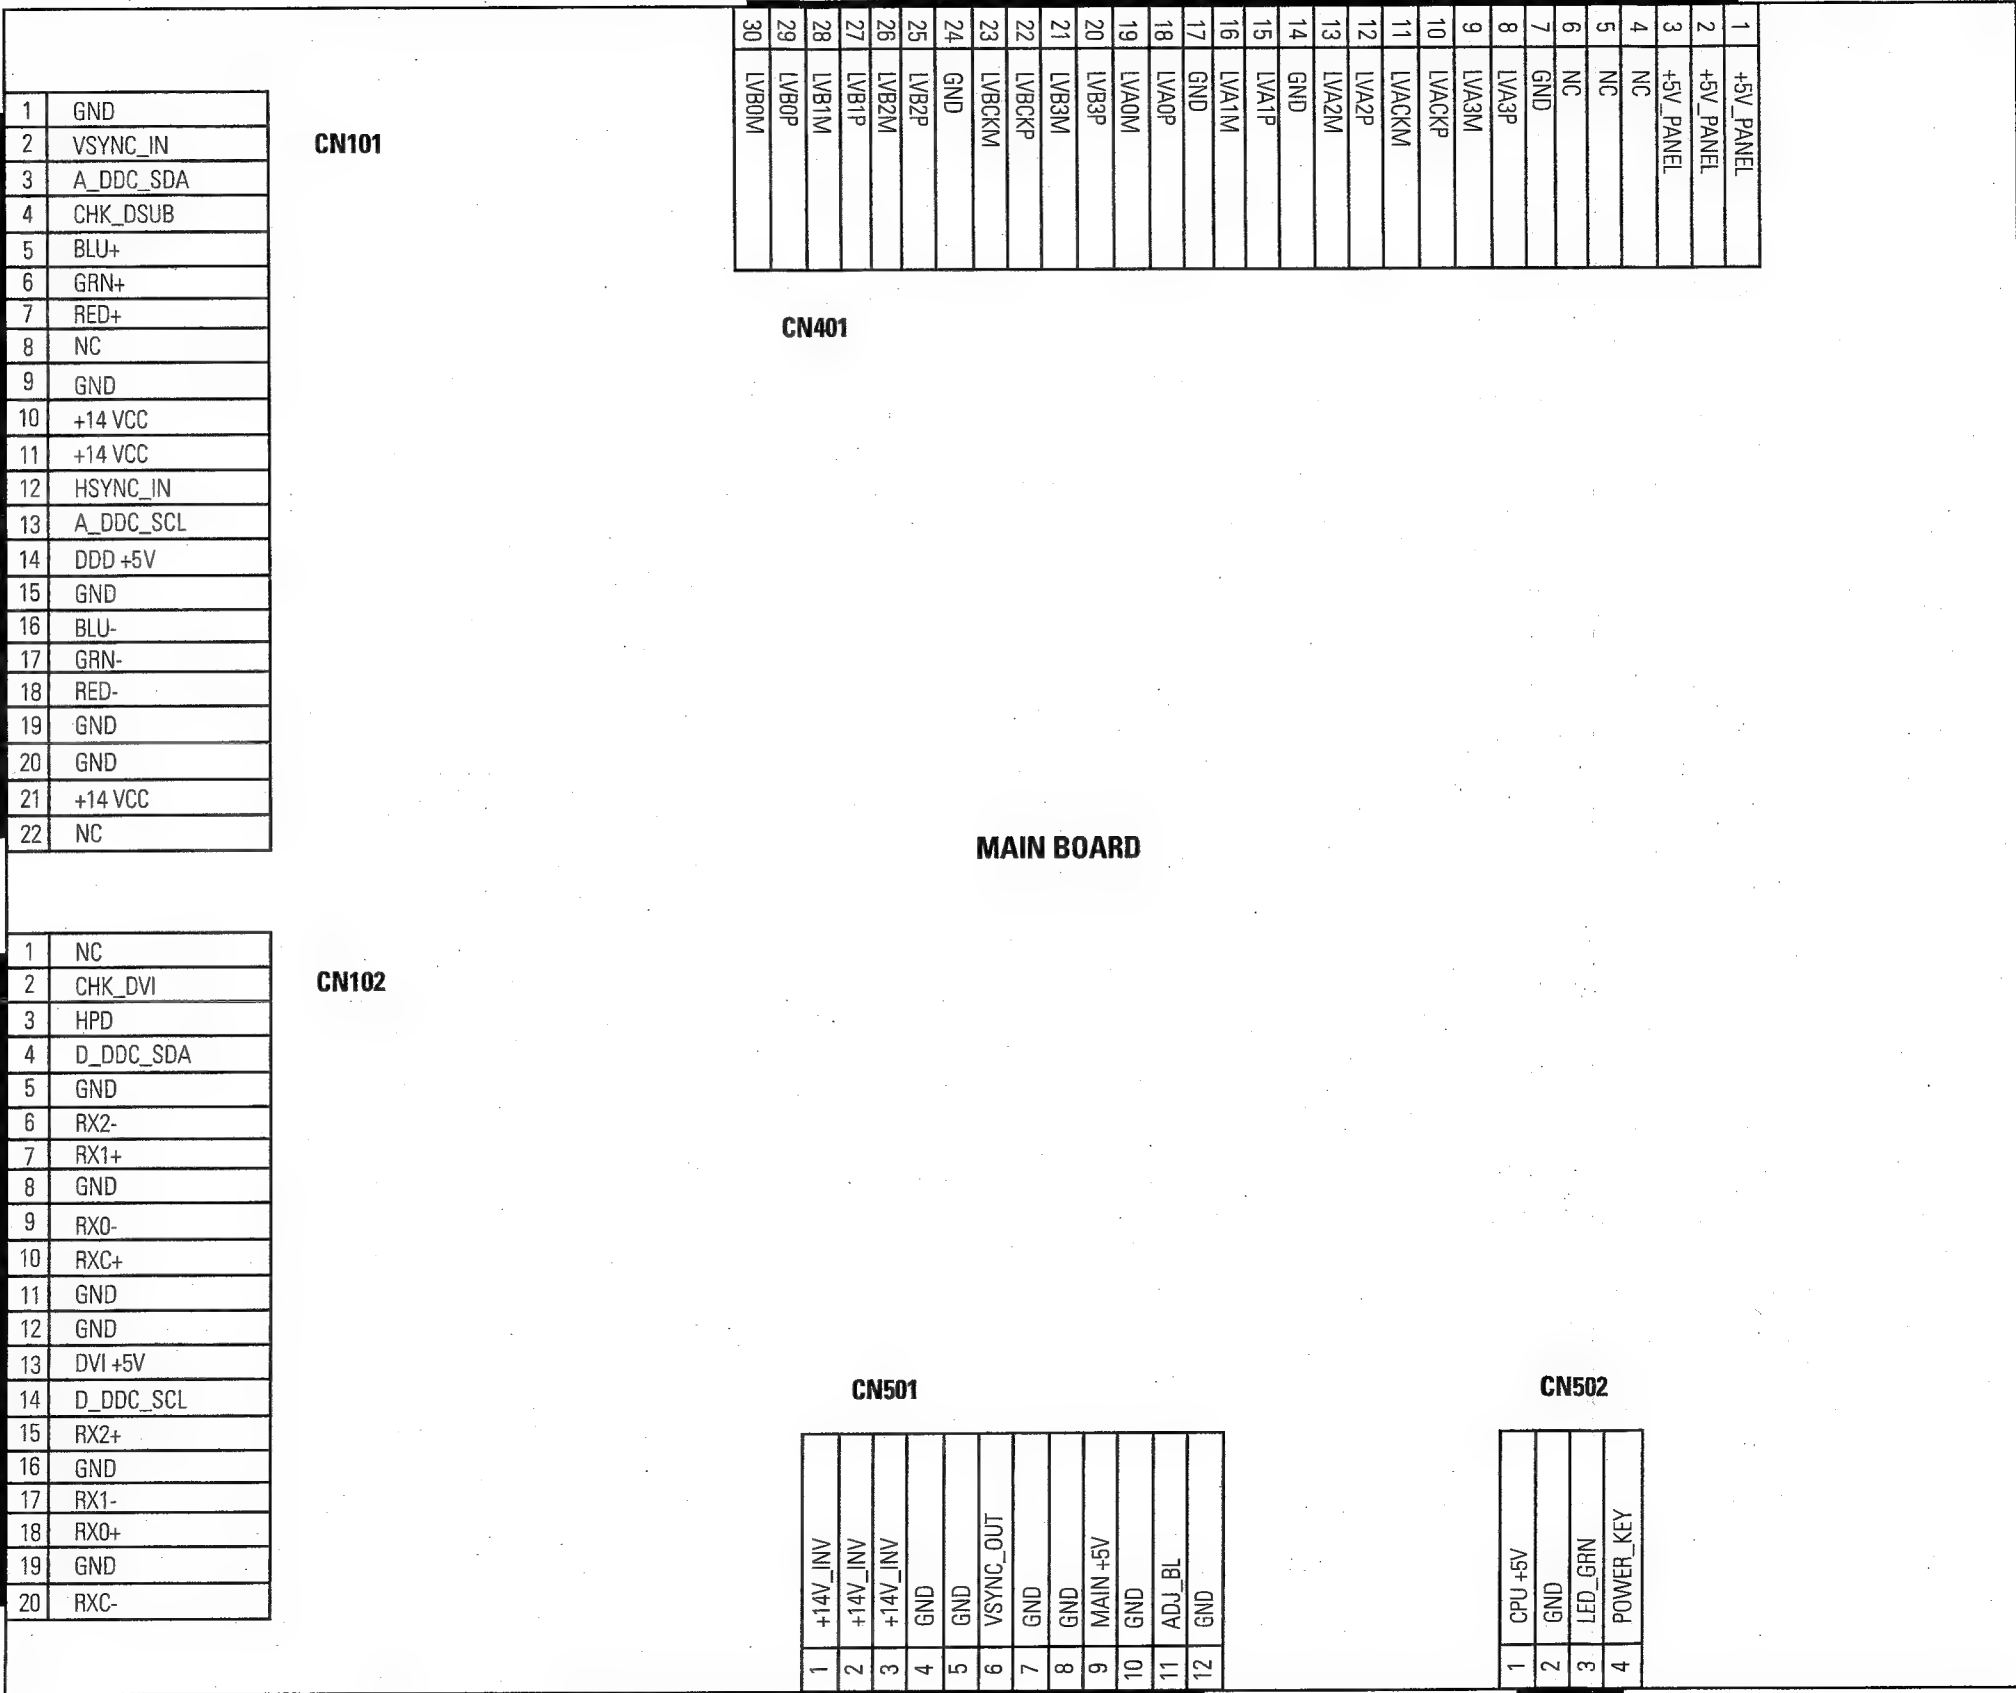 30 29 28 27 26 25 24 23 22 21 20 19 18 17 16 15 14 13 12 11 10 9 8 7 6 5 4 3 2 1
LVB0M LVB0P LVB1M LVB1P LVB2M LVB2P GND LVBCKM LVBCKP LVB3M LVB3P LVA0M LVA0P GND LVA1M LVA1P GND LVA2M LVA2P LVACKM LVACKP LVA3M LVA3P GND NC NC NC +5V_PANEL +5V_PANEL +5V_PANEL
CN401
CN101
1 GND
2 VSYNC_IN
3 A_DDC_SDA
4 CHK_DSUB
5 BLU+
6 GRN+
7 RED+
8 NC
9 GND
10 +14 VCC
11 +14 VCC
12 HSYNC_IN
13 A_DDC_SCL
14 DDD +5V
15 GND
16 BLU-
17 GRN-
18 RED-
19 GND
20 GND
21 +14 VCC
22 NC
MAIN BOARD
CN102
1 NC
2 CHK_DVI
3 HPD
4 D_DDC_SDA
5 GND
6 RX2-
7 RX1+
8 GND
9 RX0-
10 RXC+
11 GND
12 GND
13 DVI +5V
14 D_DDC_SCL
15 RX2+
16 GND
17 RX1-
18 RX0+
19 GND
20 RXC-
CN501
1 +14V_INV
2 +14V_INV
3 +14V_INV
4 GND
5 GND
6 VSYNC_OUT
7 GND
8 GND
9 MAIN +5V
10 GND
11 ADJ_BL
12 GND
CN502
1 CPU +5V
2 GND
3 LED_GRN
4 POWER_KEY